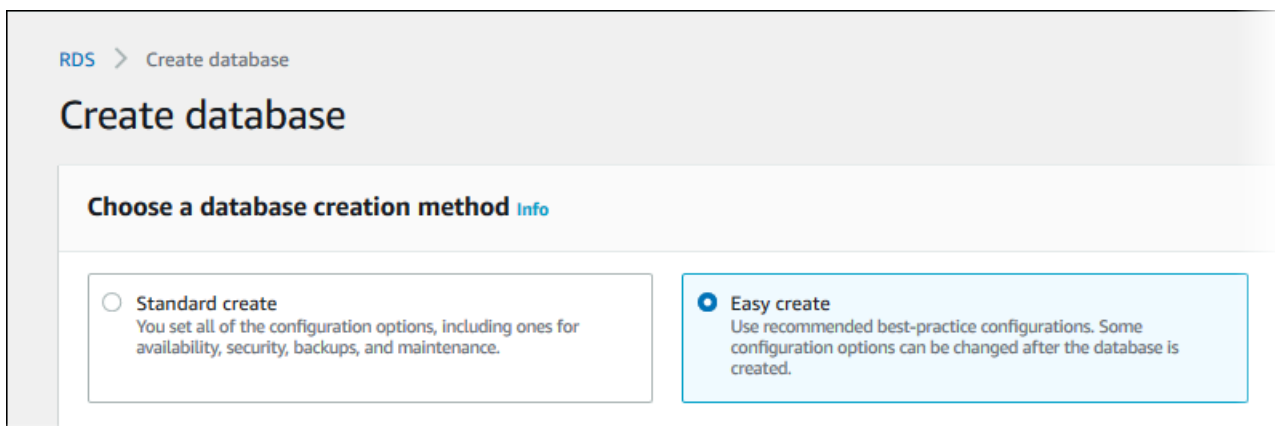 RDS > Create database
Create database
Choose a database creation method Info
Standard create
You set all of the configuration options, including ones for
availability, security, backups, and maintenance.
Easy create
Use recommended best-practice configurations. Some
configuration options can be changed after the database is
created.